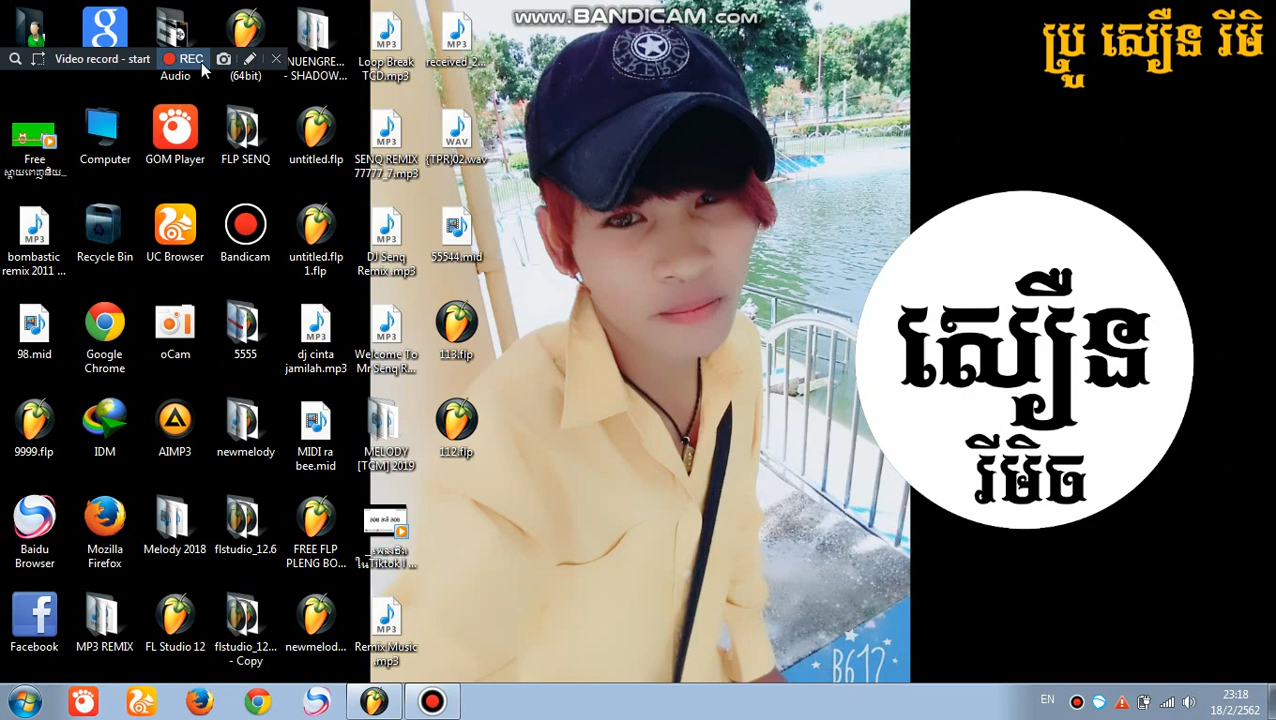 www.BANDICAM.com
ប្រូ សឿន រីមិ
Video record - start
REC
Audio
(64bit)
NUENGRE...
- SHADOW...
Loop Break
TCD.mp3
received_2...
Free
Computer
GOM Player
FLP SENQ
untitled.flp
SENQ REMIX
77777_7.mp3
{TPR}02.wav
bombastic
remix 2011 ...
Recycle Bin
UC Browser
Bandicam
untitled.flp
1.flp
DJ Senq
Remix.mp3
55544.mid
98.mid
Google
Chrome
oCam
5555
dj cinta
jamilah.mp3
Welcome To
Mr Senq R...
113.flp
9999.flp
IDM
AIMP3
newmelody
MIDI ra
bee.mid
MELODY
[TCM] 2019
112.flp
Baidu
Browser
Mozilla
Firefox
Melody 2018
flstudio_12.6
FREE FLP
PLENG BO...
Facebook
MP3 REMIX
FL Studio 12
flstudio_12...
- Copy
newmelod...
Remix Music
.mp3
សឿន
រីមិច
B612
EN
23:18
18/2/2562